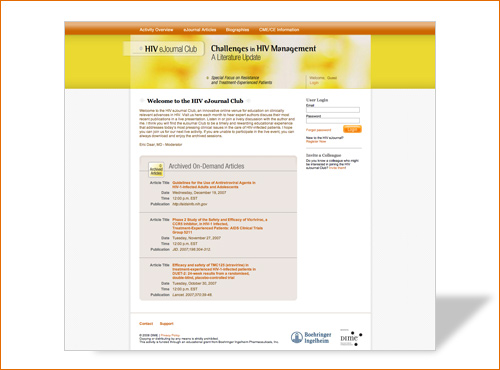 Activity Overview eJournal Articles Biographies CME/CE Information
HIV eJournal Club
Challenges in HIV Management
A Literature Update
Special Focus on Resistance
and Treatment-Experienced Patients
Welcome, Guest
Login
Welcome to the HIV eJournal Club
Welcome to the HIV eJournal Club, an innovative online venue for education on clinically
relevant advances in HIV. Visit us here each month to hear expert authors discuss their most
recent publications in a live presentation. Listen in or join a lively discussion with the author and
me. I think you will find the eJournal Club to be a timely and rewarding educational experience
that addresses today's most pressing clinical issues in the care of HIV-infected patients. I hope
you can join us for our next live activity. If you are unable to participate in the live event, you can
always download and enjoy the archived sessions.
Eric Daar, MD - Moderator
User Login
Email
Password
Forgot password?
Login
New to the HIV eJournal Club?
Register Now
Invite a Colleague
Do you know a colleague who might
be interested in joining the HIV
eJournal Club? Invite them!
Archived Articles
Archived On-Demand Articles
Article Title Guidelines for the Use of Antiretroviral Agents in
HIV-1-Infected Adults and Adolescents
Date Wednesday, December 19, 2007
Time 12:00 p.m. EST
Publication http://aidsinfo.nih.gov
Article Title Phase 2 Study of the Safety and Efficacy of Vicriviroc, a
CCR5 Inhibitor, in HIV-1-Infected,
Treatment-Experienced Patients: AIDS Clinical Trials
Group 5211
Date Tuesday, November 27, 2007
Time 12:00 p.m. EST
Publication JID. 2007;196:304-312
Article Title Efficacy and safety of TMC125 (etravirine) in
treatment-experienced HIV-1-infected patients in
DUET-2: 24-week results from a randomised,
double-blind, placebo-controlled trial
Date Tuesday, October 30, 2007
Time 12:00 p.m. EST
Publication Lancet. 2007;370:39-48.
Contact Support
© 2008 DIME | Privacy Policy
Copying or distributing by any means is strictly prohibited.
This activity is funded through an educational grant from Boehringer Ingelheim Pharmaceuticals, Inc.
Boehringer
Ingelheim
DIME